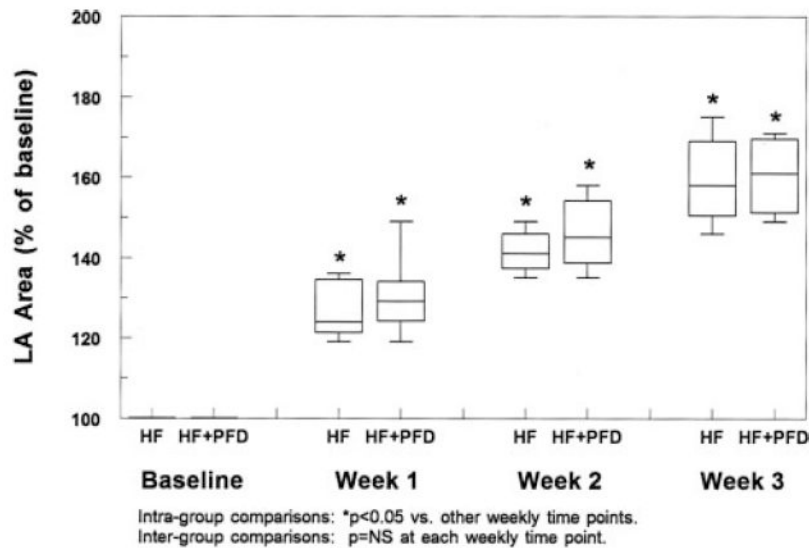 200
180
160
140
120
100
LA Area (% of baseline)
*
*
*
*
*
*
HF HF+PFD HF HF+PFD HF HF+PFD HF HF+PFD
Baseline Week 1 Week 2 Week 3
Intra-group comparisons: *p<0.05 vs. other weekly time points.
Inter-group comparisons: p=NS at each weekly time point.